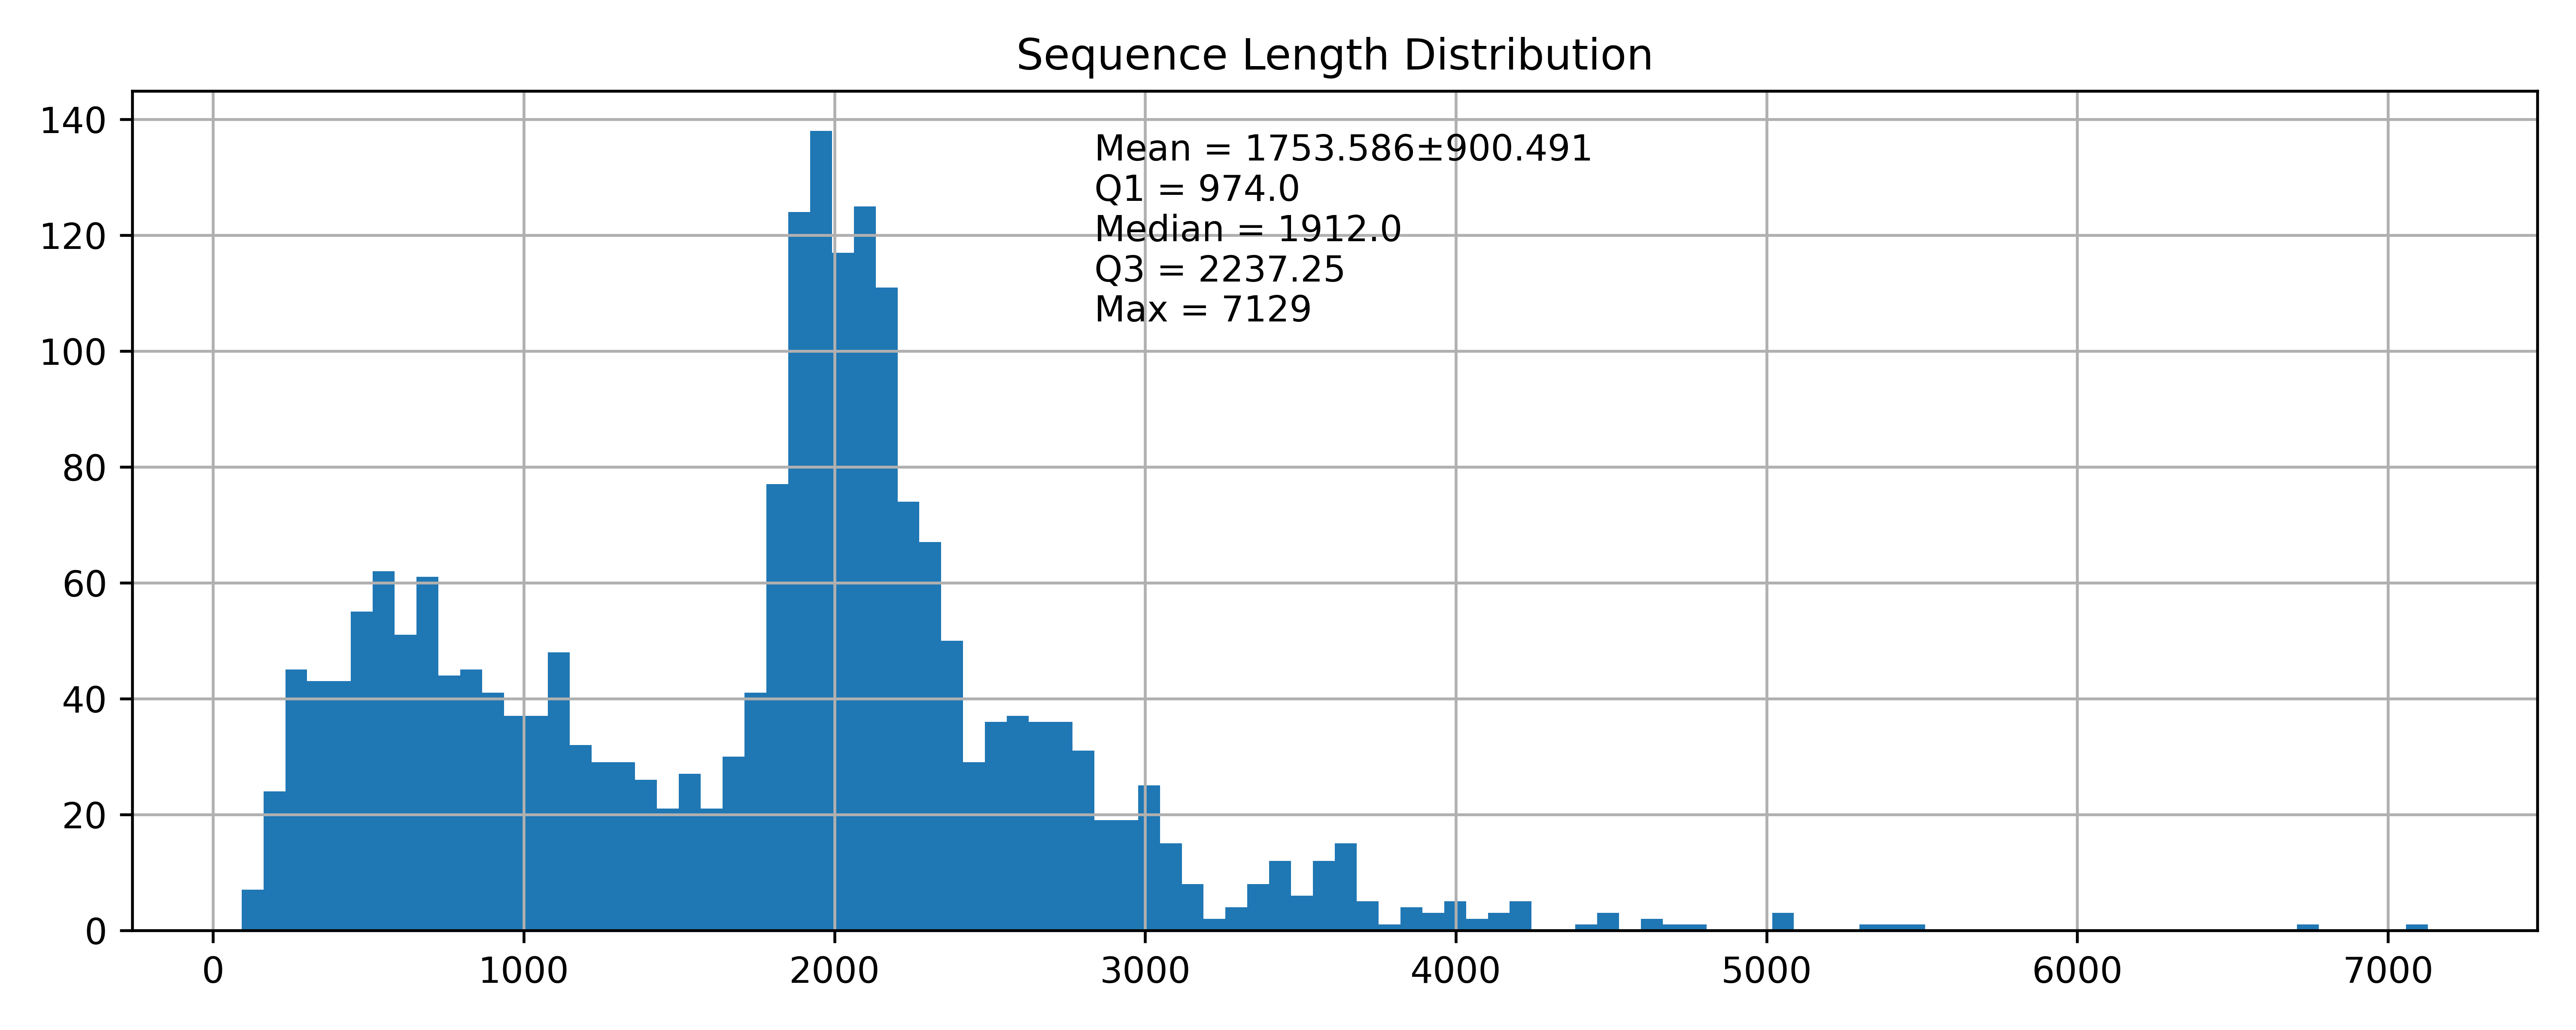 Sequence Length Distribution
140
120
100
80
60
40
20
0
Mean = 1753.586±900.491
Q1 = 974.0
Median = 1912.0
Q3 = 2237.25
Max = 7129
0 1000 2000 3000 4000 5000 6000 7000